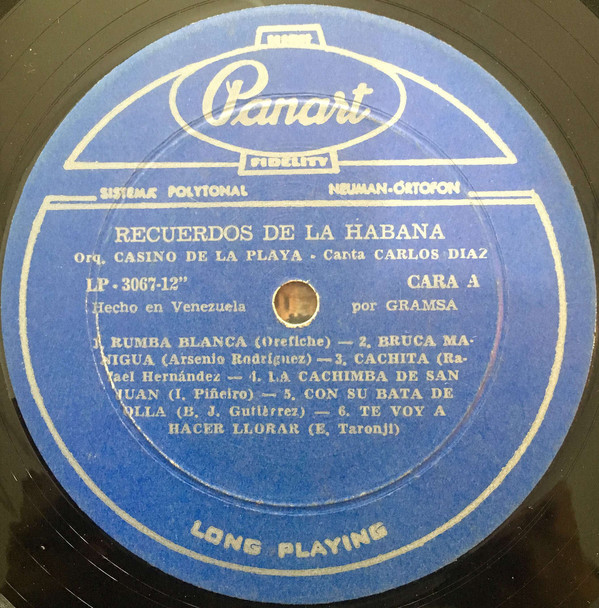 HIGH
Panart
FIDELITY
SISTEMA POLYTONAL NEUMAN-ORTOFON
RECUERDOS DE LA HABANA
Orq. CASINO DE LA PLAYA - Canta CARLOS DIAZ
LP - 3067-12" CARA A
Hecho en Venezuela por GRAMSA
1. RUMBA BLANCA (Orefiche) — 2. BRUCA MA-
NIGUA (Arsenio Rodríguez) — 3. CACHITA (Ra-
fael Hernández — 4. LA CACHIMBA DE SAN
JUAN (I. Piñeiro) — 5. CON SU BATA DE
OLLA (B. J. Gutiérrez) — 6. TE VOY A
HACER LLORAR (E. Taronji)
LONG PLAYING